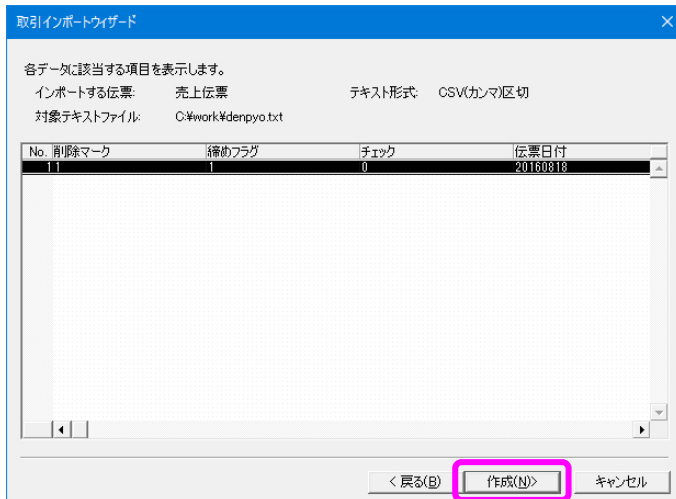 取引インポートウィザード
各データに該当する項目を表示します。
インポートする伝票: 売上伝票 テキスト形式: CSV(カンマ)区切
対象テキストファイル: C:¥work¥denpyo.txt
No. 削除マーク 締めフラグ チェック 伝票日付
1 1 1 0 20160818
< 戻る(B) 作成(N)> キャンセル